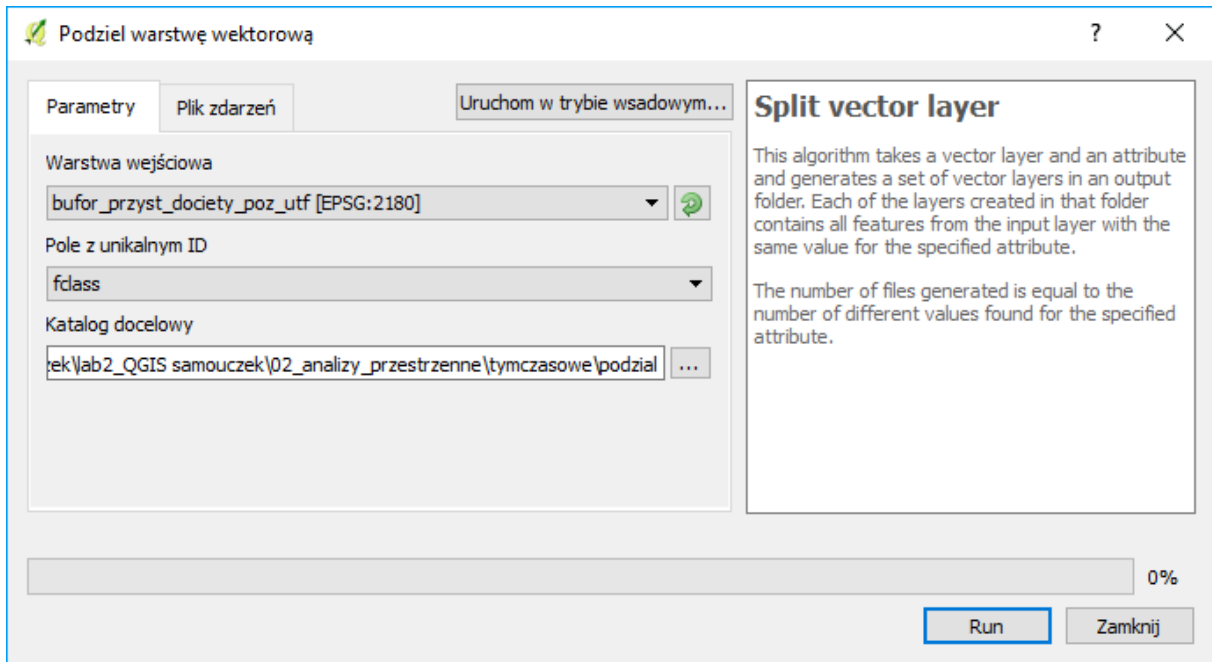 Podziel warstwę wektorową
?
Parametry
Plik zdarzeń
Uruchom w trybie wsadowym...
Warstwa wejściowa
bufor_przyst_dociety_poz_utf [EPSG:2180]
Pole z unikalnym ID
fclass
Katalog docelowy
zek\lab2_QGIS samouczek\02_analizy_przestrzenne\tymczasowe\podzial
...
Split vector layer
This algorithm takes a vector layer and an attribute
and generates a set of vector layers in an output
folder. Each of the layers created in that folder
contains all features from the input layer with the
same value for the specified attribute.
The number of files generated is equal to the
number of different values found for the specified
attribute.
0%
Run
Zamknij